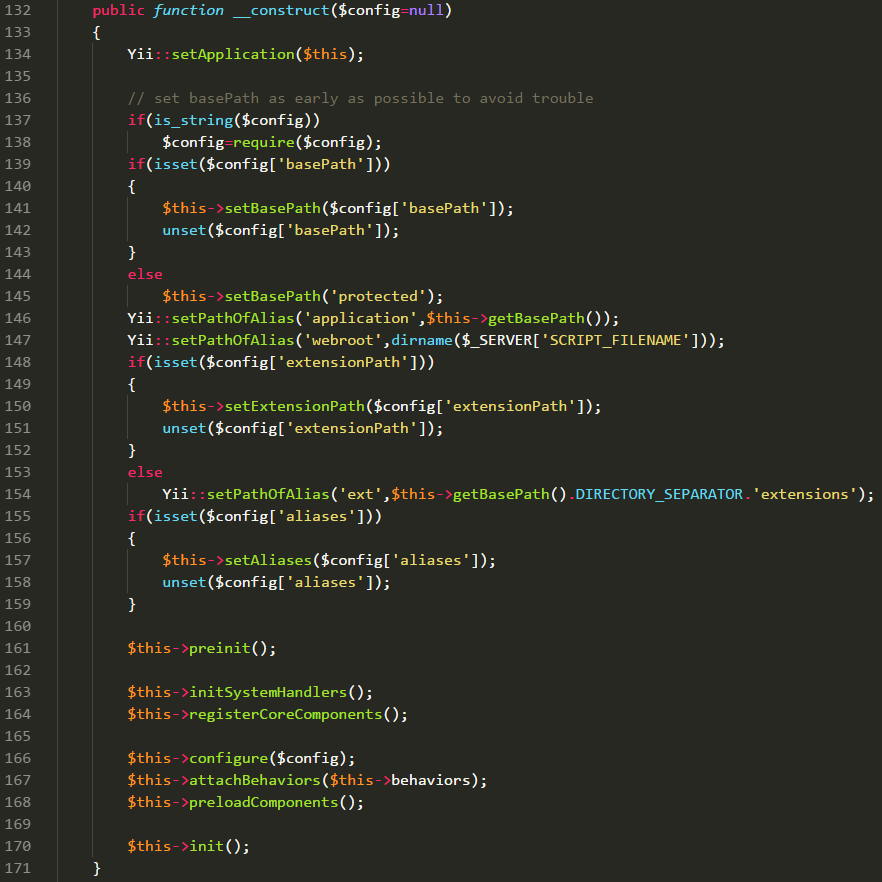 132 public function __construct($config=null)
133 {
134 Yii::setApplication($this);
135
136 // set basePath as early as possible to avoid trouble
137 if(is_string($config))
138 $config=require($config);
139 if(isset($config['basePath']))
140 {
141 $this->setBasePath($config['basePath']);
142 unset($config['basePath']);
143 }
144 else
145 $this->setBasePath('protected');
146 Yii::setPathOfAlias('application',$this->getBasePath());
147 Yii::setPathOfAlias('webroot',dirname($_SERVER['SCRIPT_FILENAME']));
148 if(isset($config['extensionPath']))
149 {
150 $this->setExtensionPath($config['extensionPath']);
151 unset($config['extensionPath']);
152 }
153 else
154 Yii::setPathOfAlias('ext',$this->getBasePath().DIRECTORY_SEPARATOR.'extensions');
155 if(isset($config['aliases']))
156 {
157 $this->setAliases($config['aliases']);
158 unset($config['aliases']);
159 }
160
161 $this->preinit();
162
163 $this->initSystemHandlers();
164 $this->registerCoreComponents();
165
166 $this->configure($config);
167 $this->attachBehaviors($this->behaviors);
168 $this->preloadComponents();
169
170 $this->init();
171 }